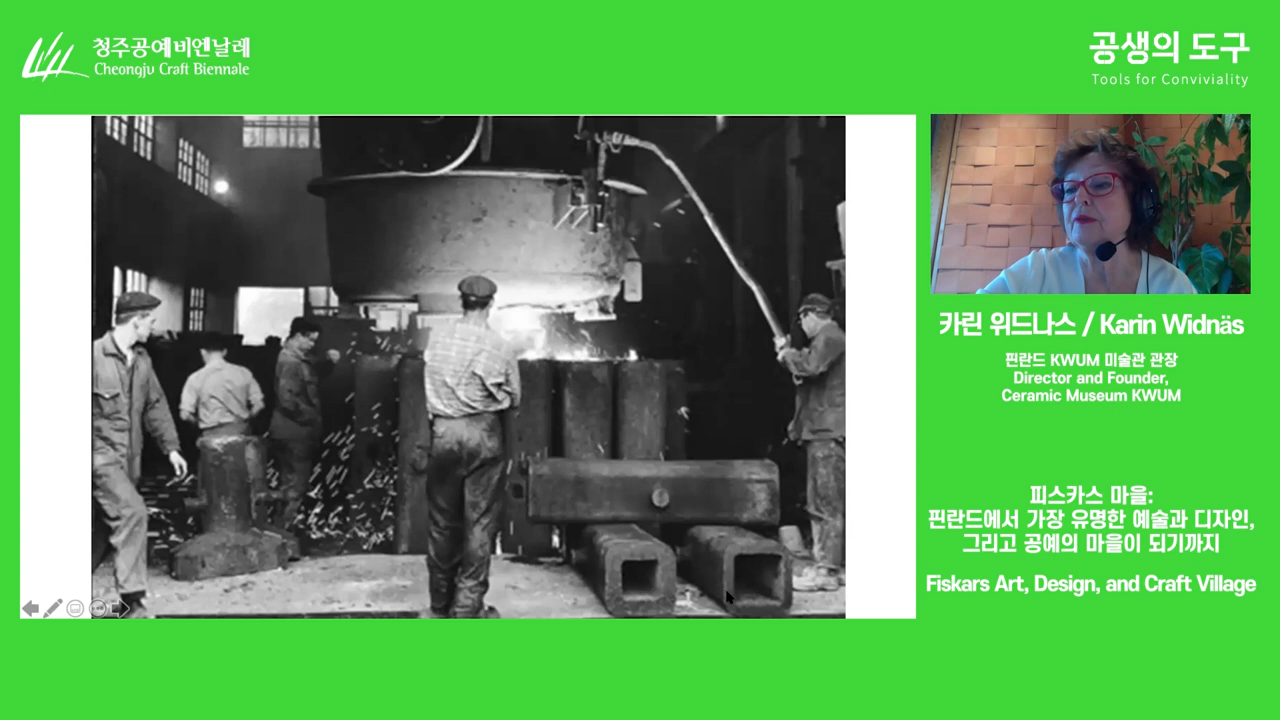 청주공예비엔날레
Cheongju Craft Biennale
공생의 도구
Tools for Conviviality
카린 위드나스 / Karin Widnäs
핀란드 KWUM 미술관 관장
Director and Founder,
Ceramic Museum KWUM
피스카스 마을:
핀란드에서 가장 유명한 예술과 디자인,
그리고 공예의 마을이 되기까지
Fiskars Art, Design, and Craft Village